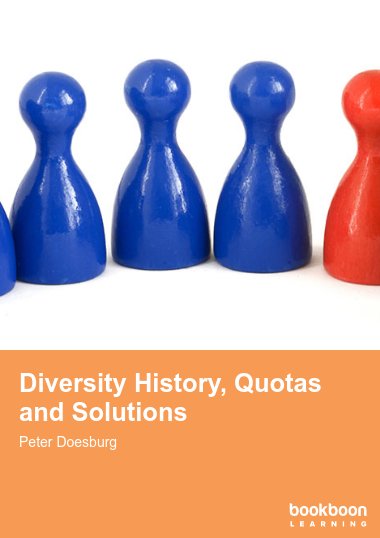 Diversity History, Quotas
and Solutions
Peter Doesburg
bookboon
LEARNING